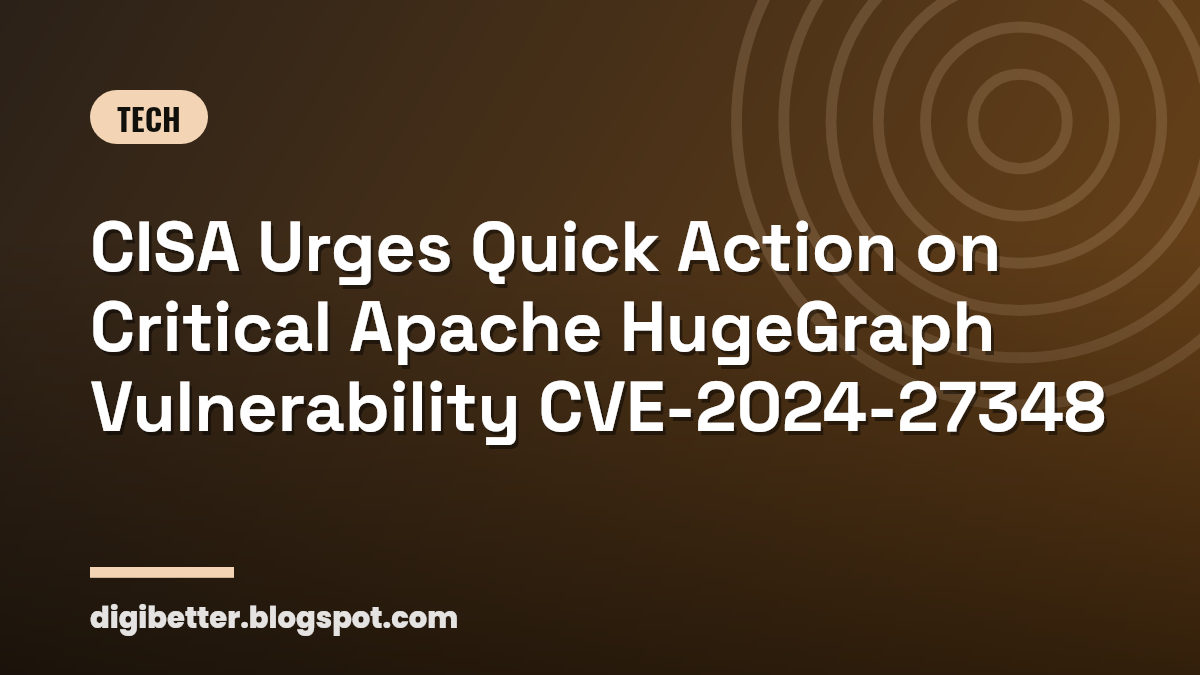 TECH
CISA Urges Quick Action on
Critical Apache HugeGraph
Vulnerability CVE-2024-27348
digibetter.blogspot.com